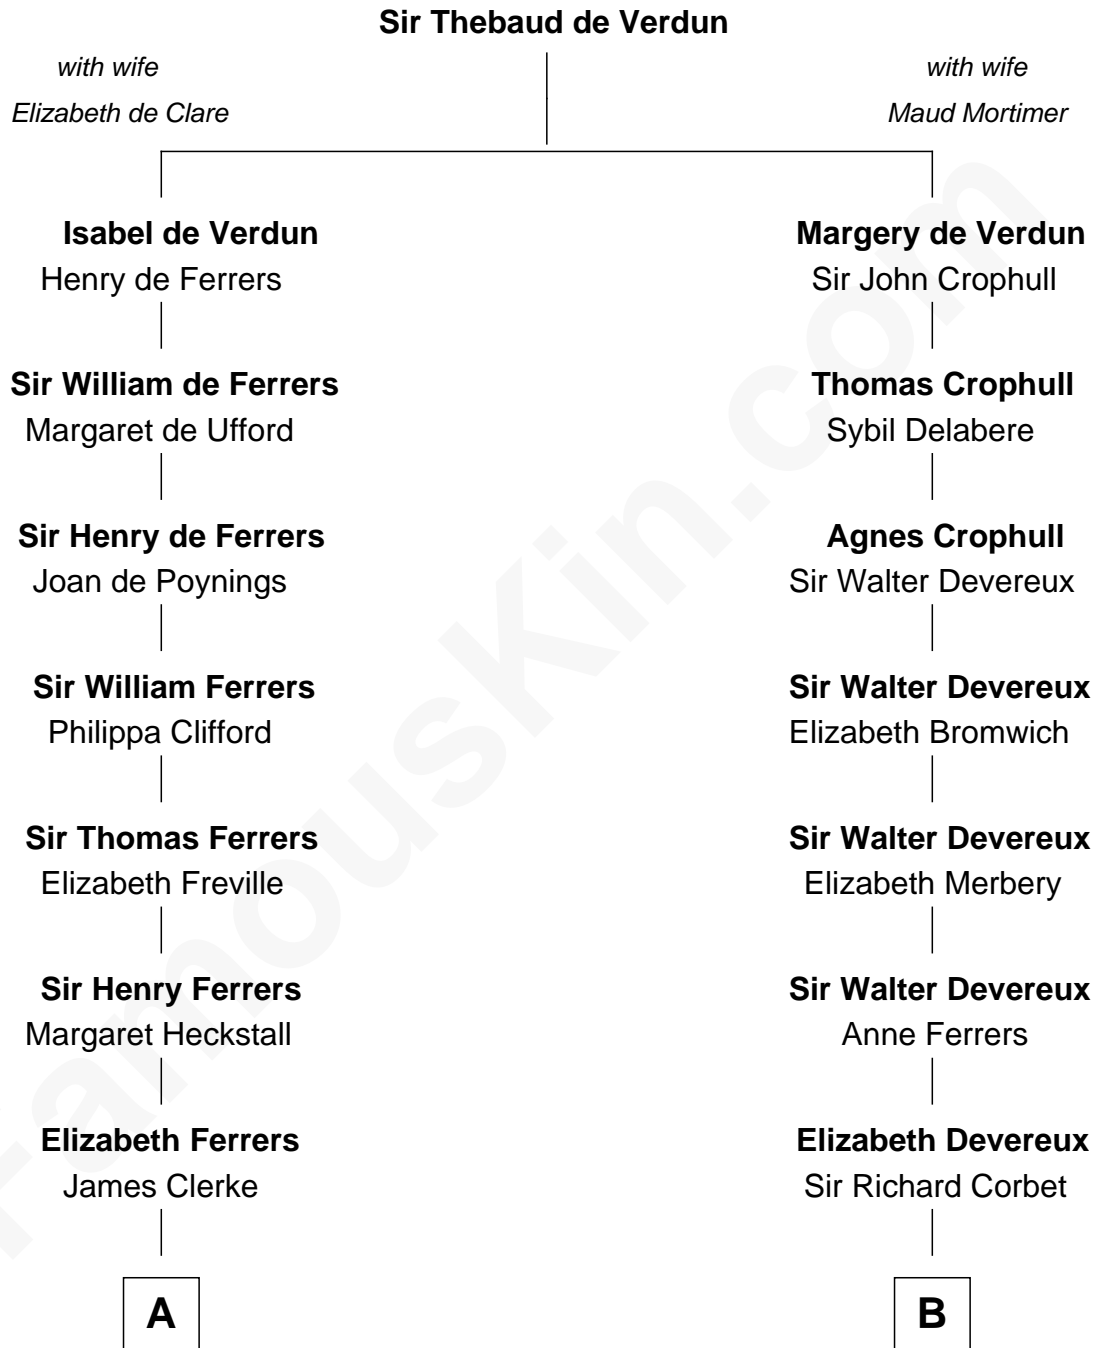 Sir Thebaud de Verdun
with wife
Elizabeth de Clare
with wife
Maud Mortimer
Isabel de Verdun
Henry de Ferrers
Margery de Verdun
Sir John Crophull
Sir William de Ferrers
Margaret de Ufford
Thomas Crophull
Sybil Delabere
Sir Henry de Ferrers
Joan de Poynings
Agnes Crophull
Sir Walter Devereux
Sir William Ferrers
Philippa Clifford
Sir Walter Devereux
Elizabeth Bromwich
Sir Thomas Ferrers
Elizabeth Freville
Sir Walter Devereux
Elizabeth Merbery
Sir Henry Ferrers
Margaret Heckstall
Sir Walter Devereux
Anne Ferrers
Elizabeth Ferrers
James Clerke
Elizabeth Devereux
Sir Richard Corbet
A
B
FamousKin.com